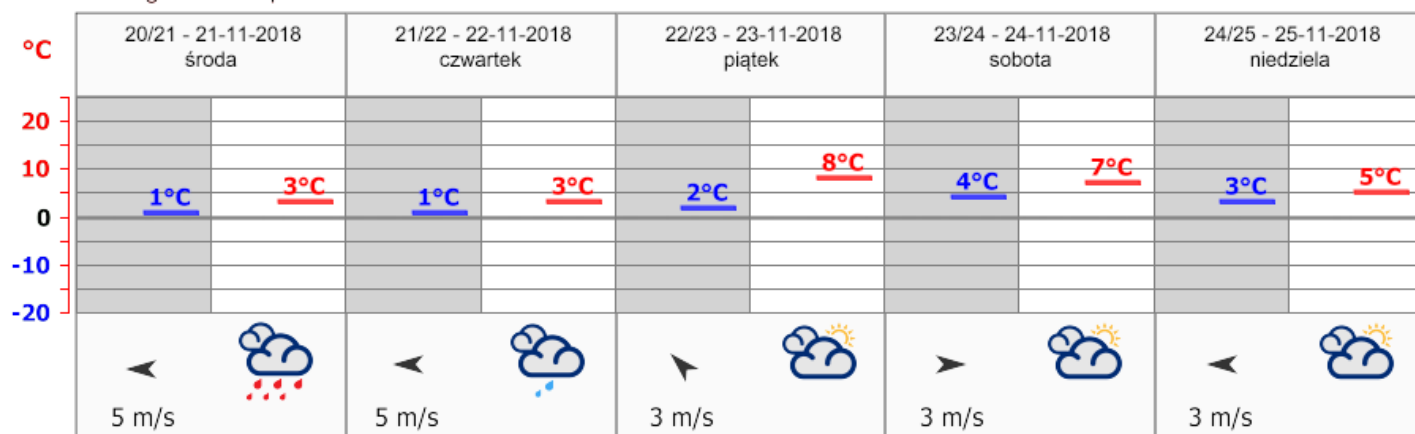 °C
20/21 - 21-11-2018
środa
21/22 - 22-11-2018
czwartek
22/23 - 23-11-2018
piątek
23/24 - 24-11-2018
sobota
24/25 - 25-11-2018
niedziela
20
10
0
-10
-20
1°C
3°C
1°C
3°C
2°C
8°C
4°C
7°C
3°C
5°C
5 m/s
5 m/s
3 m/s
3 m/s
3 m/s